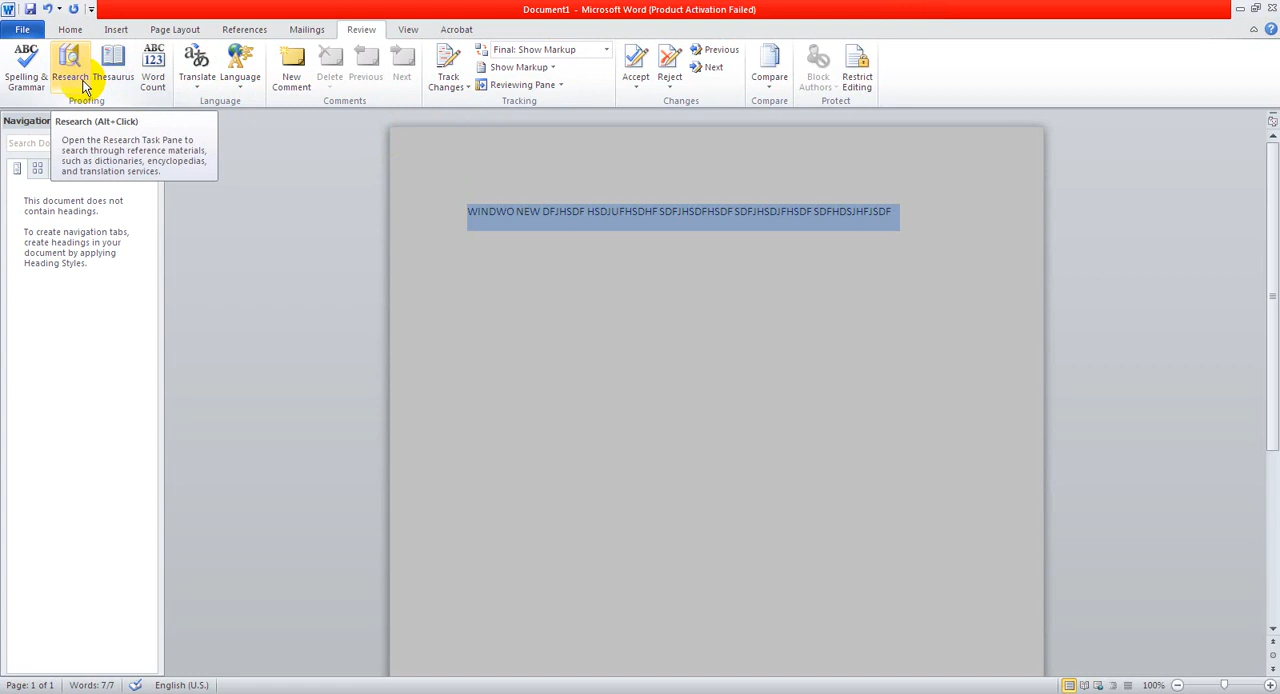 Document1 - Microsoft Word (Product Activation Failed)
File Home Insert Page Layout References Mailings Review View Acrobat
Spelling & Grammar
Research
Thesaurus
Word Count
Proofing
Translate
Language
Language
New Comment
Delete
Previous
Next
Comments
Track Changes
Final: Show Markup
Show Markup
Reviewing Pane
Tracking
Accept
Reject
Previous
Next
Changes
Compare
Compare
Block Authors
Restrict Editing
Protect
Navigation
Search Do
Research (Alt+Click)
Open the Research Task Pane to
search through reference materials,
such as dictionaries, encyclopedias,
and translation services.
This document does not
contain headings.
To create navigation tabs,
create headings in your
document by applying
Heading Styles.
WINDWO NEW DFJHSDF HSDJUFHSDHF SDFJHSDFHSDF SDFJHSDJFHSDF SDFHDSJHFJSDF
Page: 1 of 1 Words: 7/7 English (U.S.) 100%